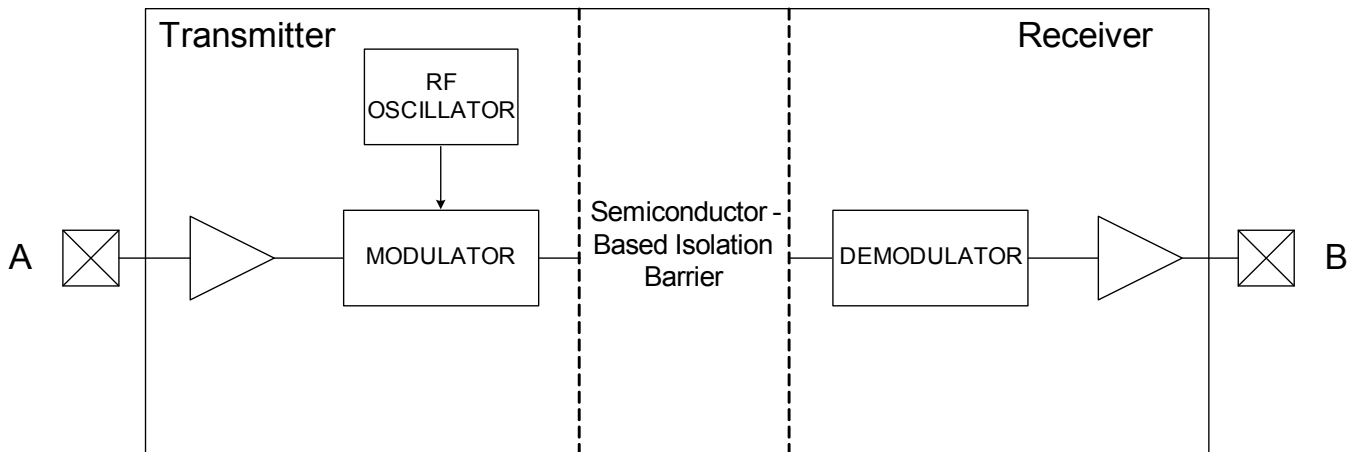 Transmitter
Receiver
RF
OSCILLATOR
A
MODULATOR
Semiconductor -
Based Isolation
Barrier
DEMODULATOR
B